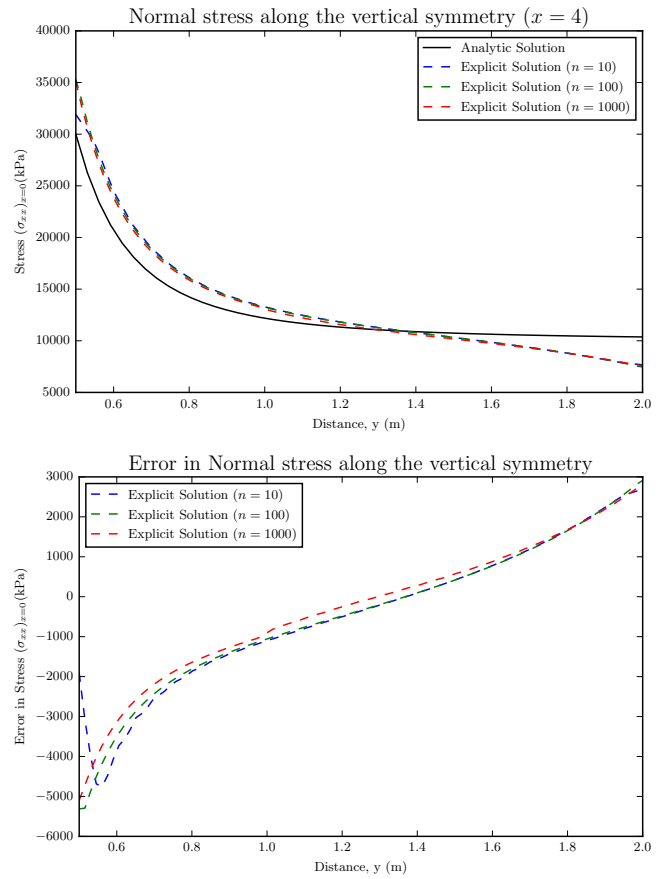 Normal stress along the vertical symmetry (x = 4)
40000
35000
30000
25000
20000
15000
10000
5000
Stress (σxx)x=0(kPa)
Analytic Solution
Explicit Solution (n = 10)
Explicit Solution (n = 100)
Explicit Solution (n = 1000)
0.6 0.8 1.0 1.2 1.4 1.6 1.8 2.0
Distance, y (m)
Error in Normal stress along the vertical symmetry
3000
2000
1000
0
−1000
−2000
−3000
−4000
−5000
−6000
Error in Stress (σxx)x=0(kPa)
Explicit Solution (n = 10)
Explicit Solution (n = 100)
Explicit Solution (n = 1000)
0.6 0.8 1.0 1.2 1.4 1.6 1.8 2.0
Distance, y (m)